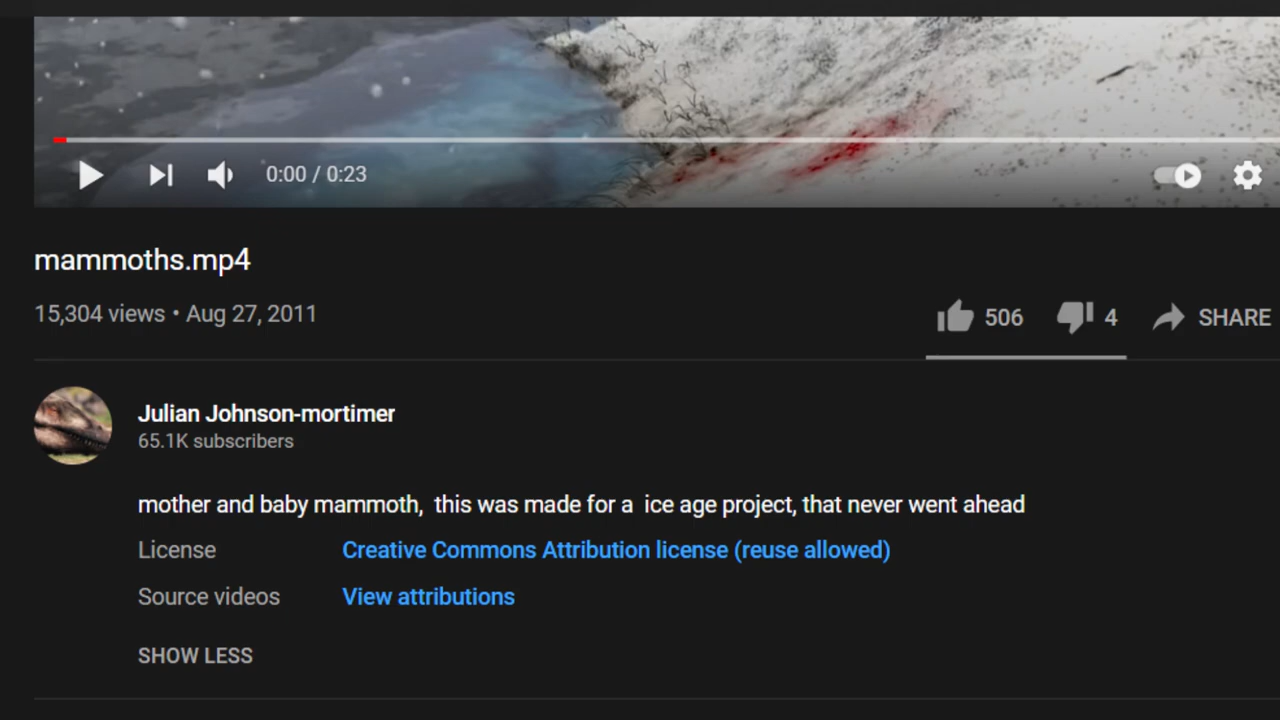 0:00 / 0:23
mammoths.mp4
15,304 views • Aug 27, 2011
506 4 SHARE
Julian Johnson-mortimer
65.1K subscribers
mother and baby mammoth,  this was made for a  ice age project, that never went ahead
License Creative Commons Attribution license (reuse allowed)
Source videos View attributions
SHOW LESS